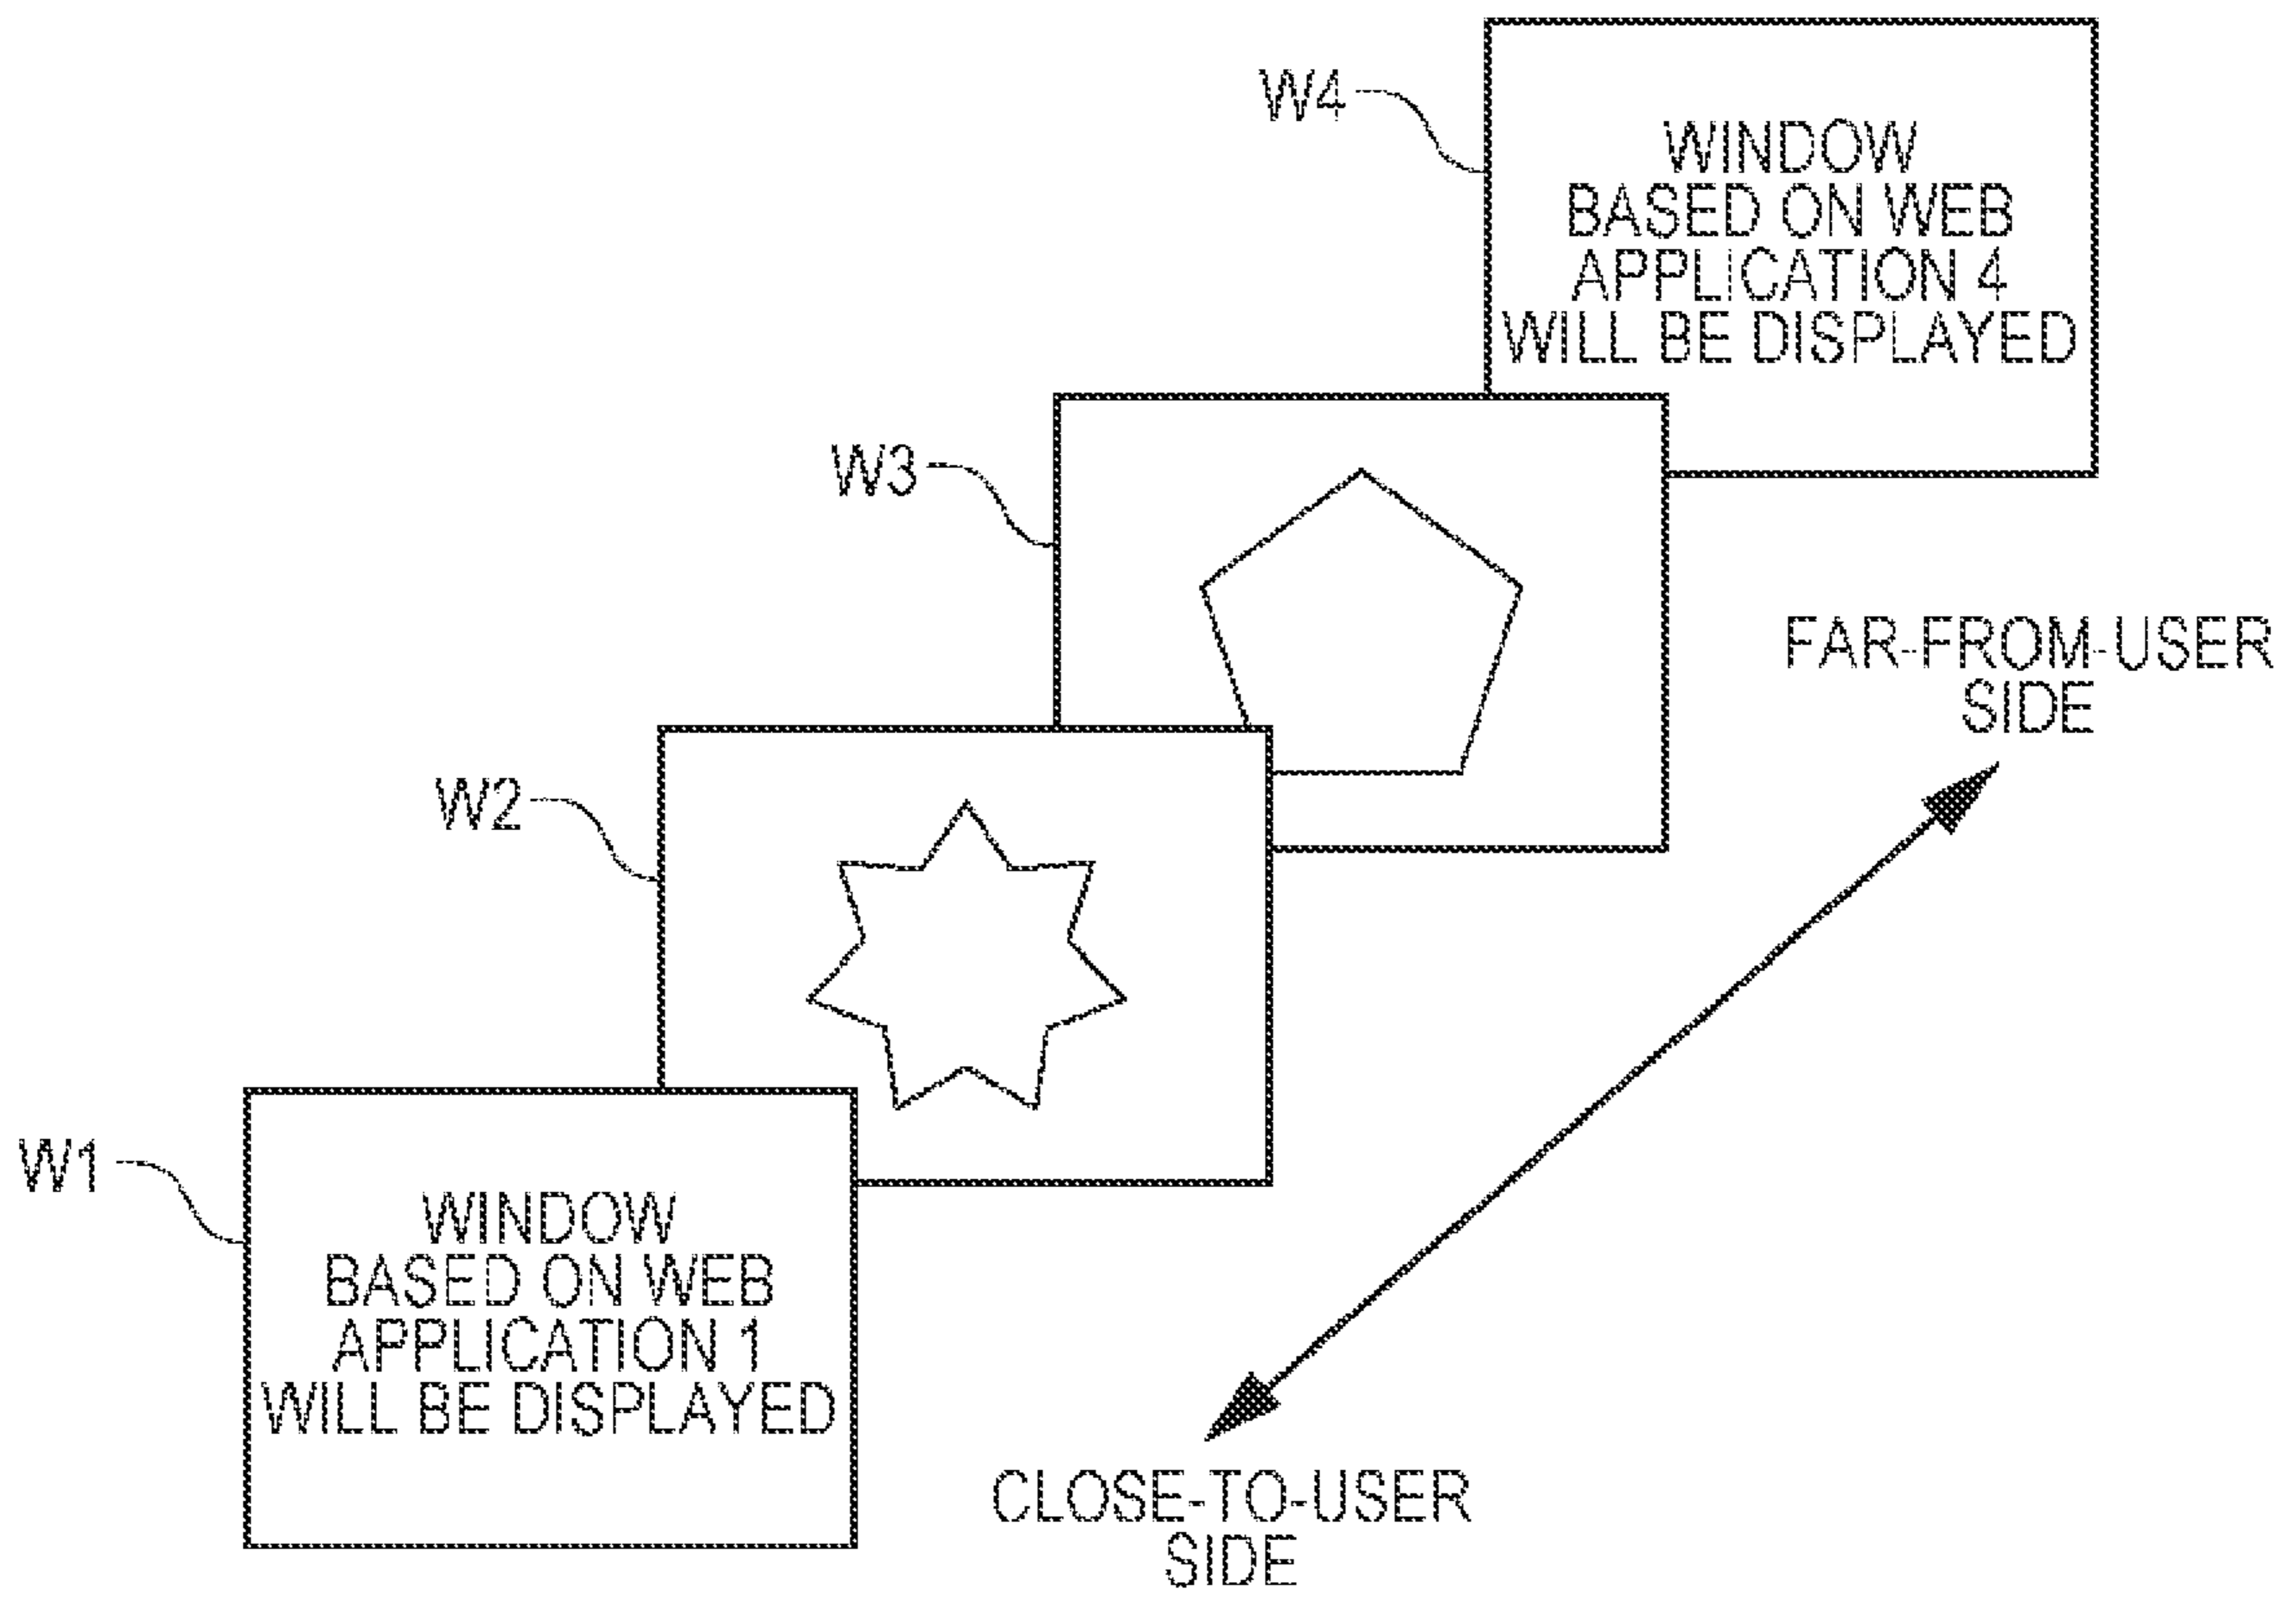 W4
WINDOW
BASED ON WEB
APPLICATION 4
WILL BE DISPLAYED
W3
FAR-FROM-USER
SIDE
W2
W1
WINDOW
BASED ON WEB
APPLICATION 1
WILL BE DISPLAYED
CLOSE-TO-USER
SIDE